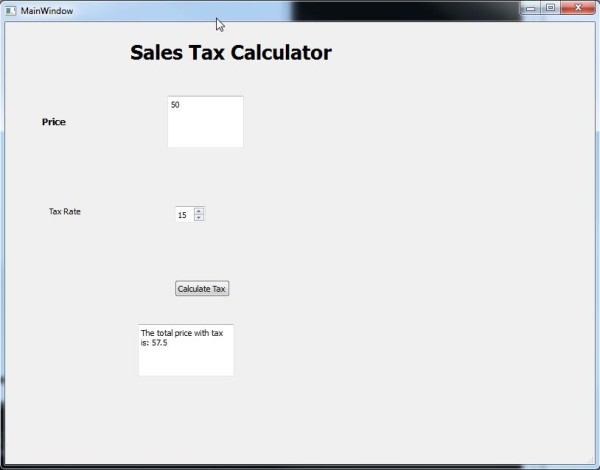 MainWindow
Sales Tax Calculator
50
Price
Tax Rate
15
Calculate Tax
The total price with tax
is: 57.5